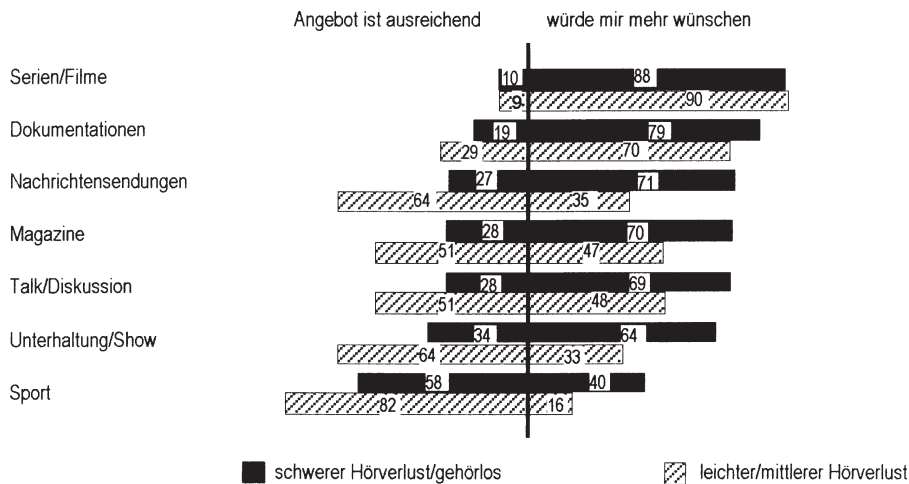 Angebot ist ausreichend würde mir mehr wünschen
Serien/Filme 10 88
9 90
Dokumentationen 19 79
29 70
Nachrichtensendungen 27 71
64 35
Magazine 28 70
51 47
Talk/Diskussion 28 69
51 48
Unterhaltung/Show 34 64
64 33
Sport 58 40
82 16
schwerer Hörverlust/gehörlos leichter/mittlerer Hörverlust